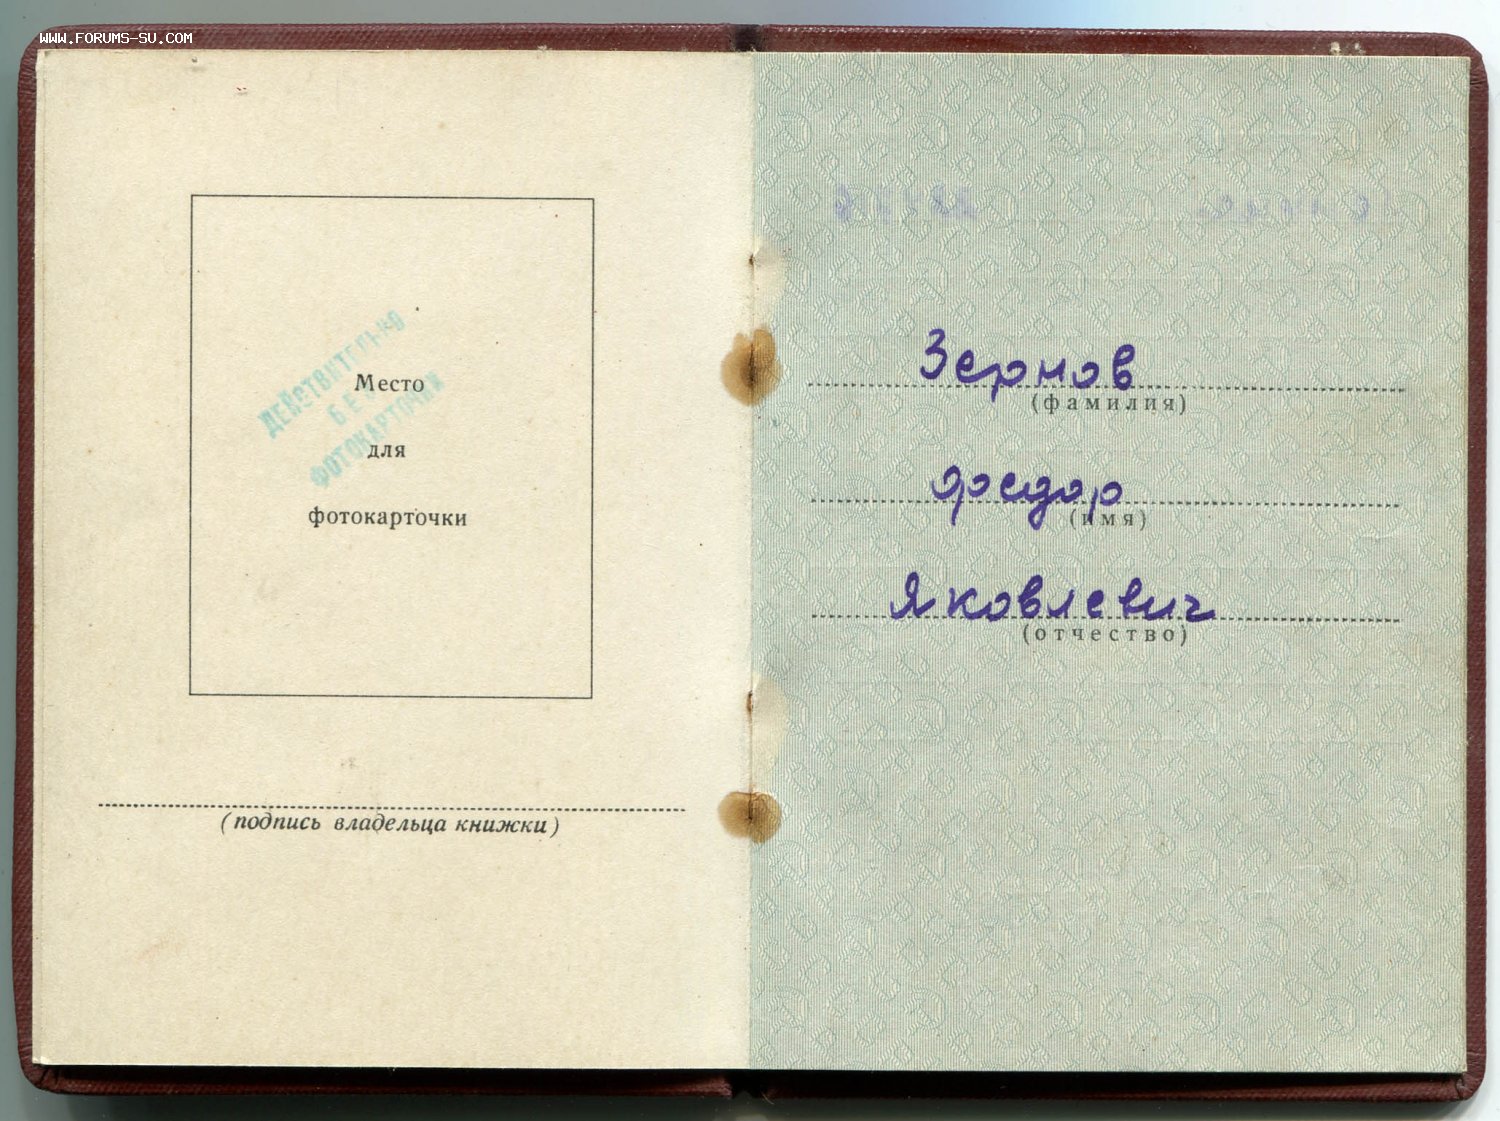 WWW.FORUMS-SU.COM
ДЕЙСТВИТЕЛЬНО
БЕЗ
ФОТОКАРТОЧКИ
Место
для
фотокарточки
(подпись владельца книжки)
Зернов
(фамилия)
Федор
(имя)
Яковлевич
(отчество)